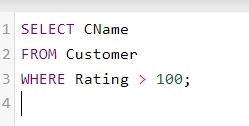 1 SELECT CName
2 FROM Customer
3 WHERE Rating > 100;
4